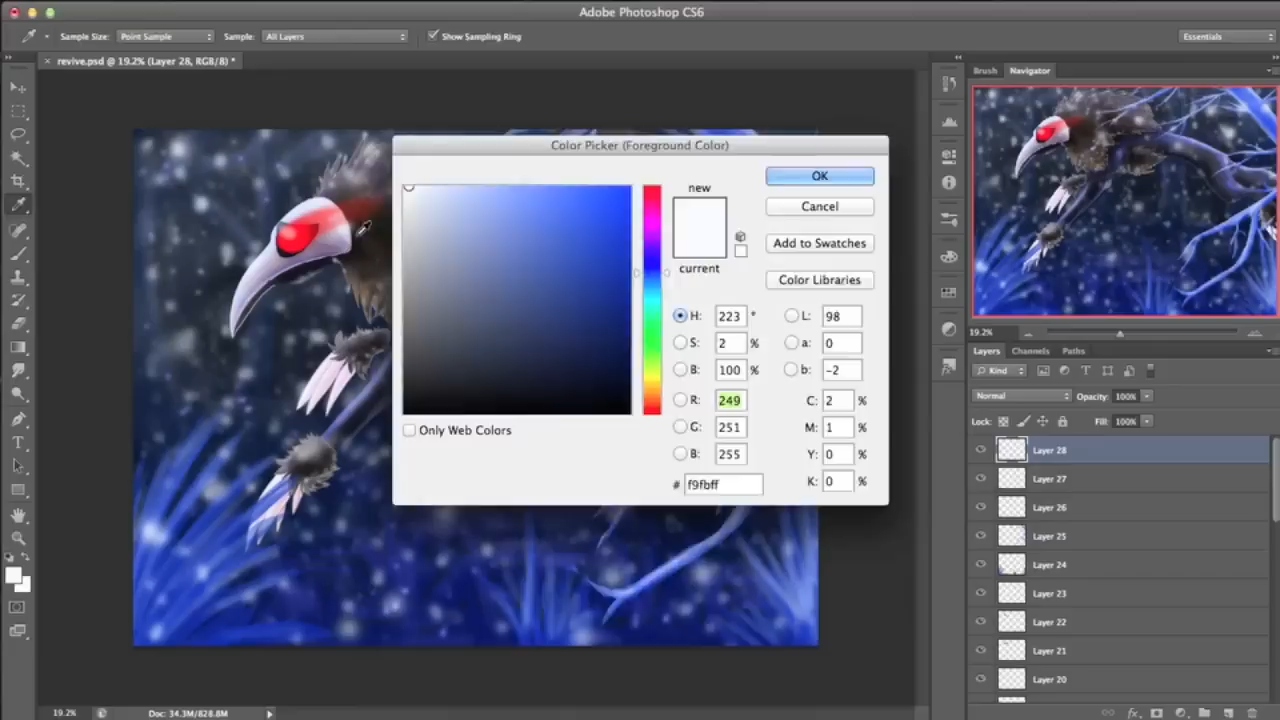 Adobe Photoshop CS6
Sample Size: Point Sample Sample: All Layers Show Sampling Ring Essentials
revive.psd @ 19.2% (Layer 28, RGB/8) *
Brush Navigator
Color Picker (Foreground Color)
new
current
OK
Cancel
Add to Swatches
Color Libraries
H: 223 ° L: 98
S: 2 % a: 0
B: 100 % b: -2
R: 249 C: 2 %
G: 251 M: 1 %
B: 255 Y: 0 %
# f9fbff K: 0 %
Only Web Colors
19.2%
Layers Channels Paths
Kind
Normal Opacity: 100%
Lock: Fill: 100%
Layer 28
Layer 27
Layer 26
Layer 25
Layer 24
Layer 23
Layer 22
Layer 21
Layer 20
19.2% Doc: 34.3M/828.8M